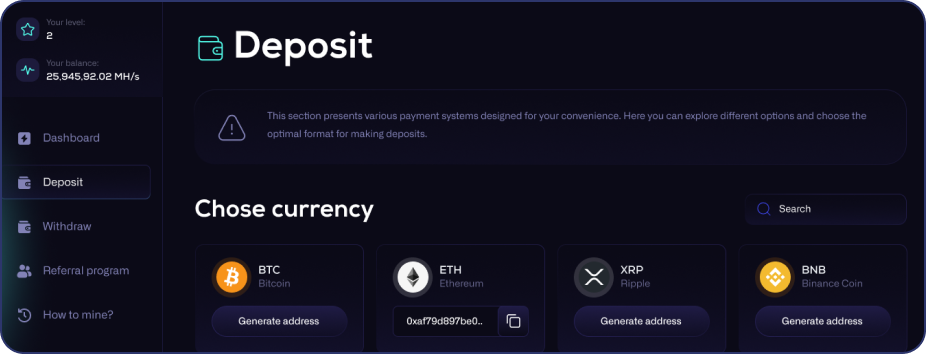 Your level:
2
Your balance:
25,945,92.02 MH/s
Dashboard
Deposit
Withdraw
Referral program
How to mine?
Deposit
This section presents various payment systems designed for your convenience. Here you can explore different options and choose the
optimal format for making deposits.
Chose currency
Search
BTC
Bitcoin
Generate address
ETH
Ethereum
0xaf79d897be0..
XRP
Ripple
Generate address
BNB
Binance Coin
Generate address